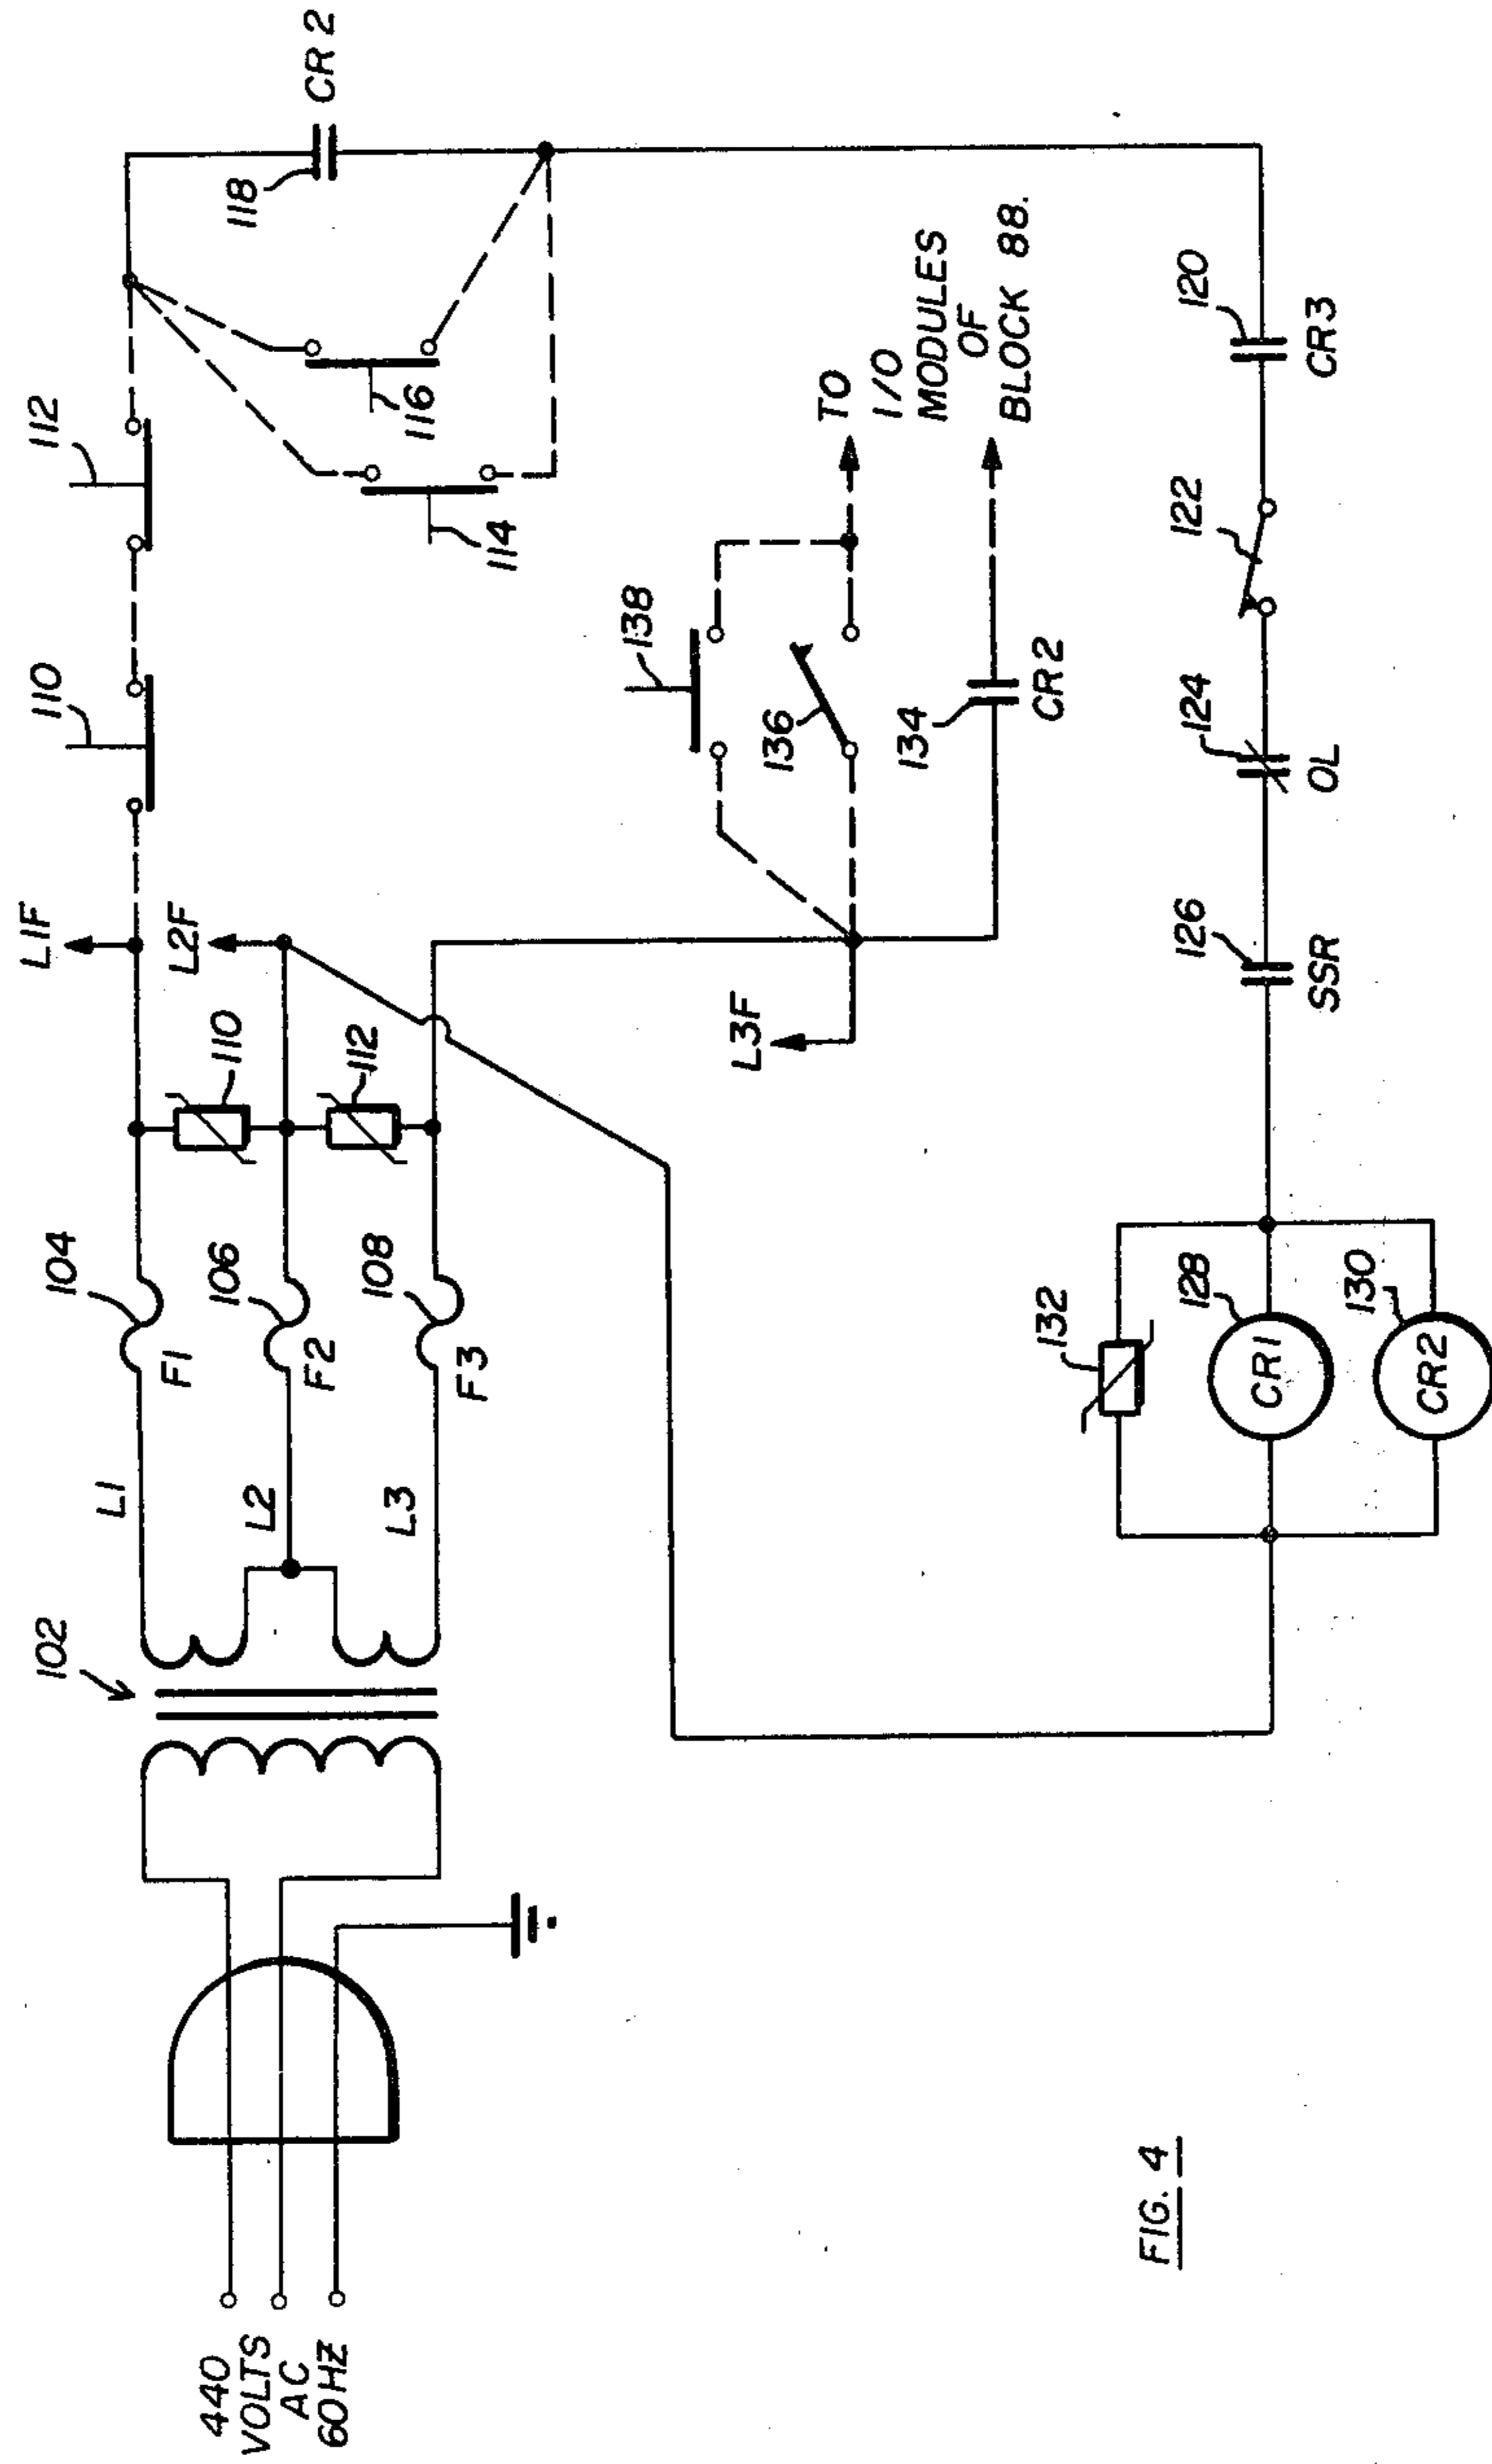 440
VOLTS
AC
60HZ
102
L1
L2
L3
104
F1
106
F2
108
F3
110
112
L1F
L2F
L3F
110
112
114
116
118
CR 2
138
136
134
CR2
TO
I/O
MODULES
OF
BLOCK 88.
132
128
CR1
130
CR2
126
SSR
124
OL
122
120
CR3
FIG. 4